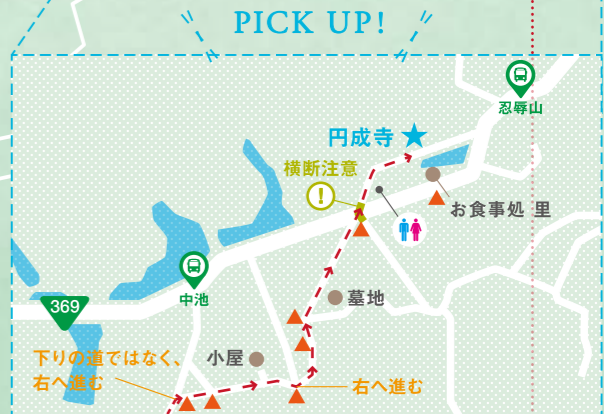 PICK UP!
忍辱山
円成寺
横断注意
!
お食事処 里
中池
369
墓地
下りの道ではなく、
右へ進む
小屋
右へ進む